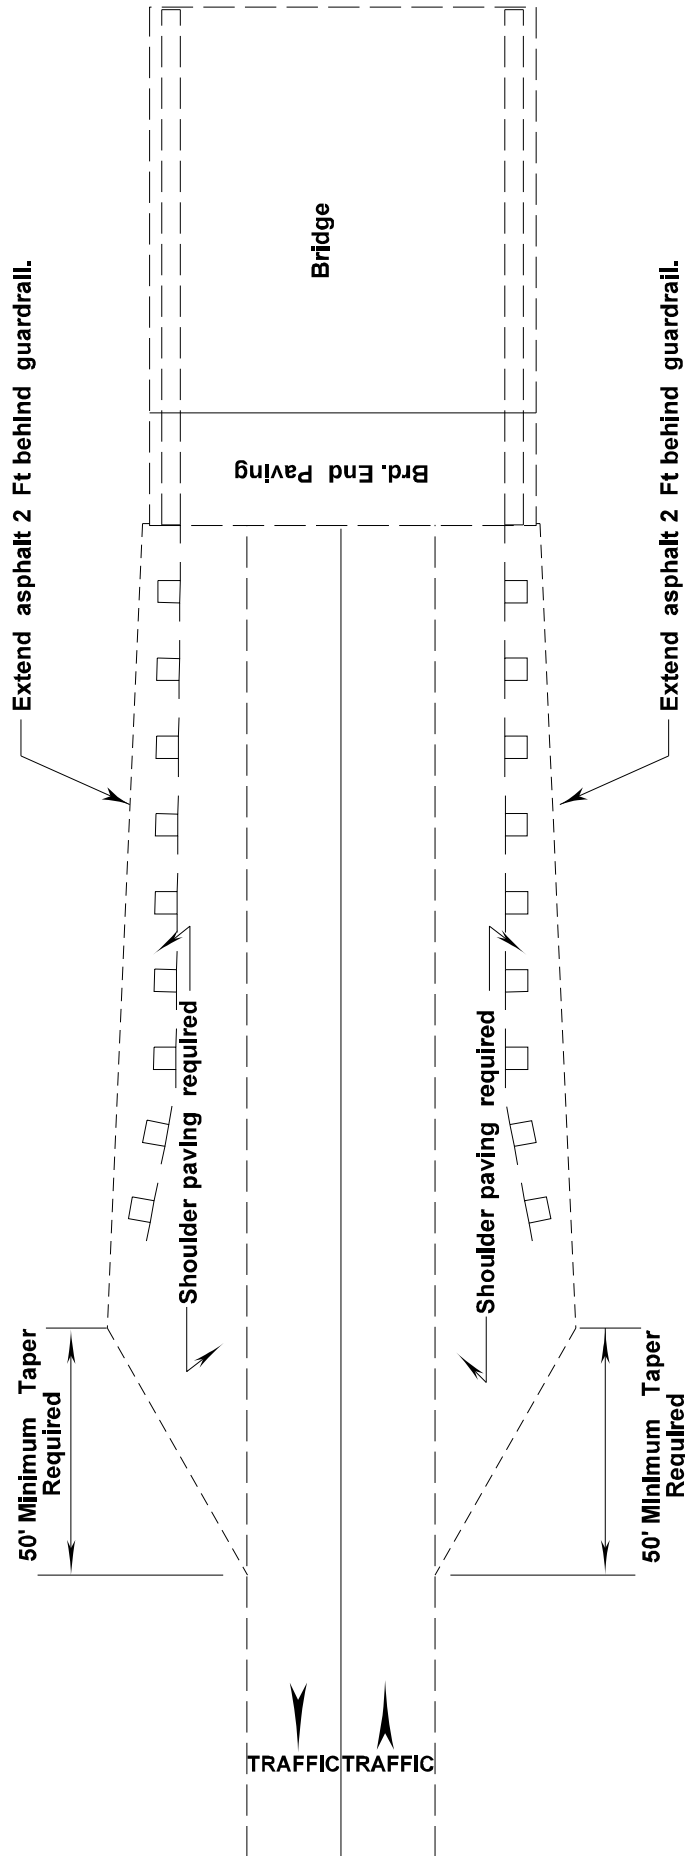 Bridge
Extend asphalt 2 Ft behind guardrail.
Extend asphalt 2 Ft behind guardrail.
Brd. End Paving
Shoulder paving required
Shoulder paving required
50' Minimum Taper
Required
50' Minimum Taper
Required
TRAFFIC
TRAFFIC